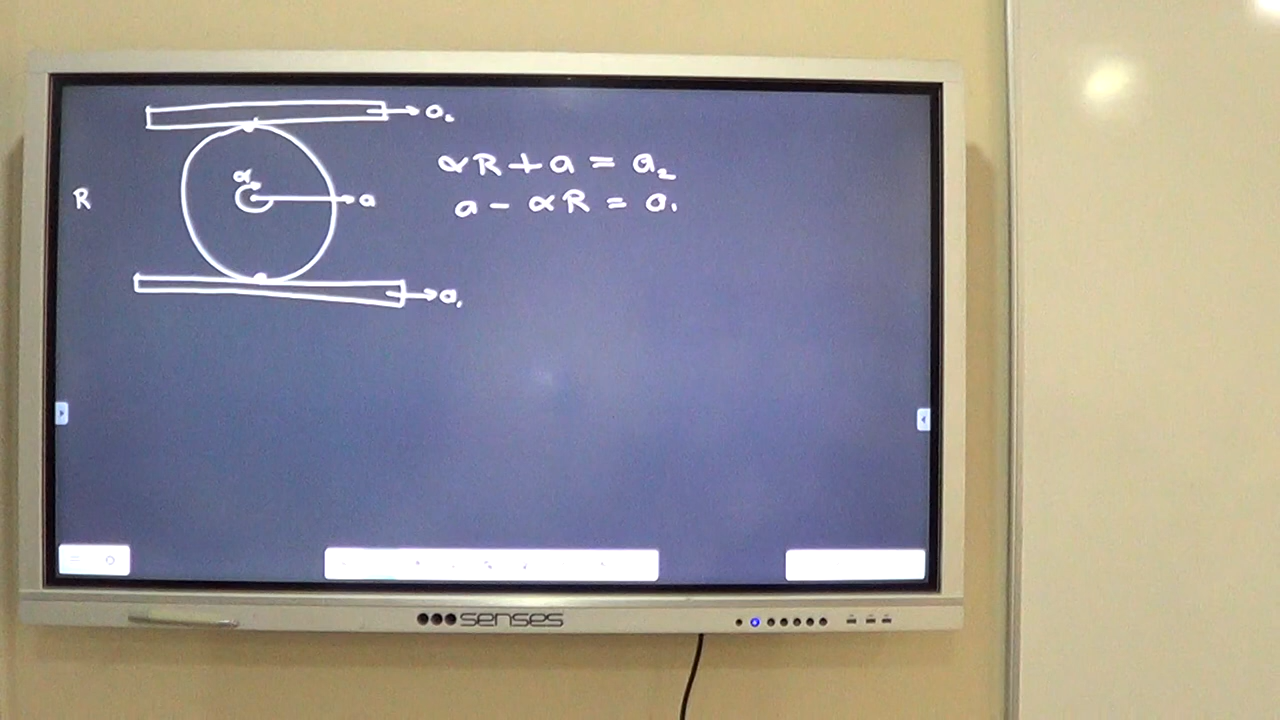 a₂
αR + a = a₂
R
α
a
a - αR = a₁
a₁
senses